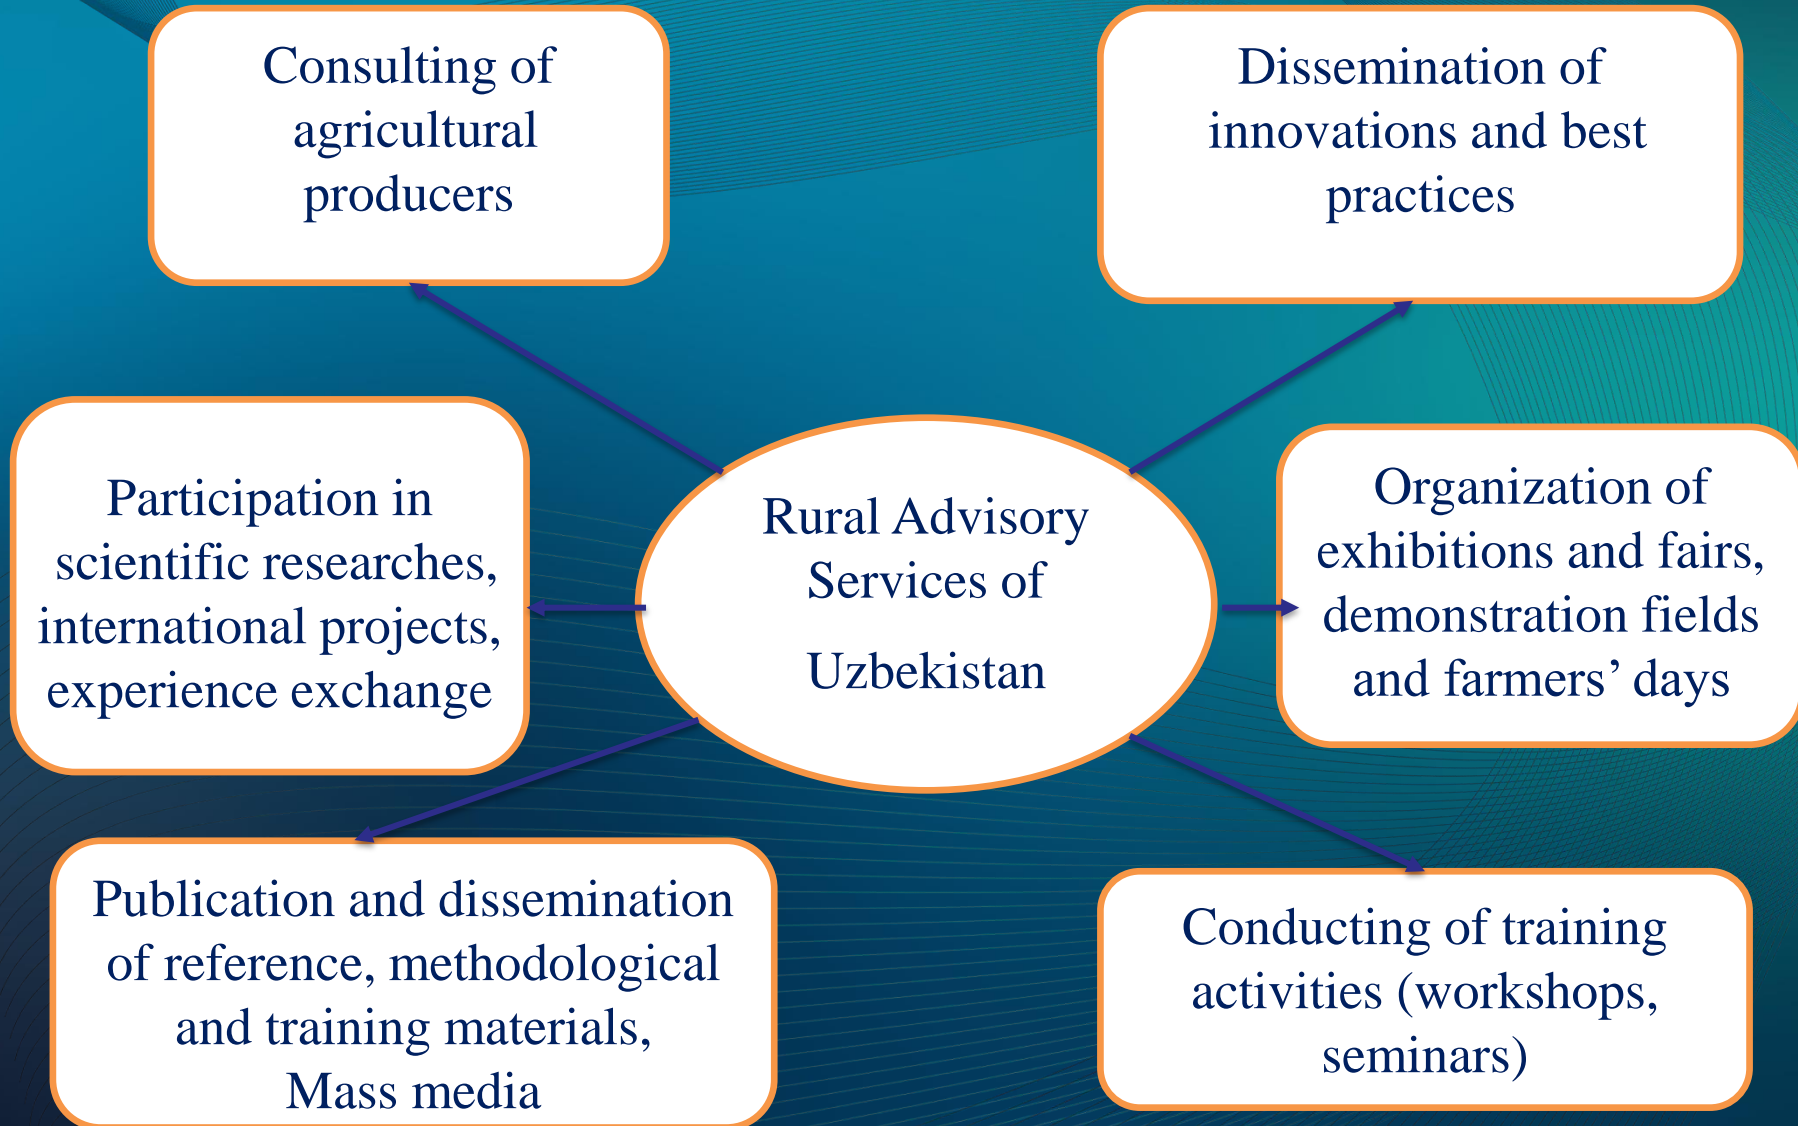 Consulting of
agricultural
producers
Dissemination of
innovations and best
practices
Participation in
scientific researches,
international projects,
experience exchange
Rural Advisory
Services of
Uzbekistan
Organization of
exhibitions and fairs,
demonstration fields
and farmers’ days
Publication and dissemination
of reference, methodological
and training materials,
Mass media
Conducting of training
activities (workshops,
seminars)